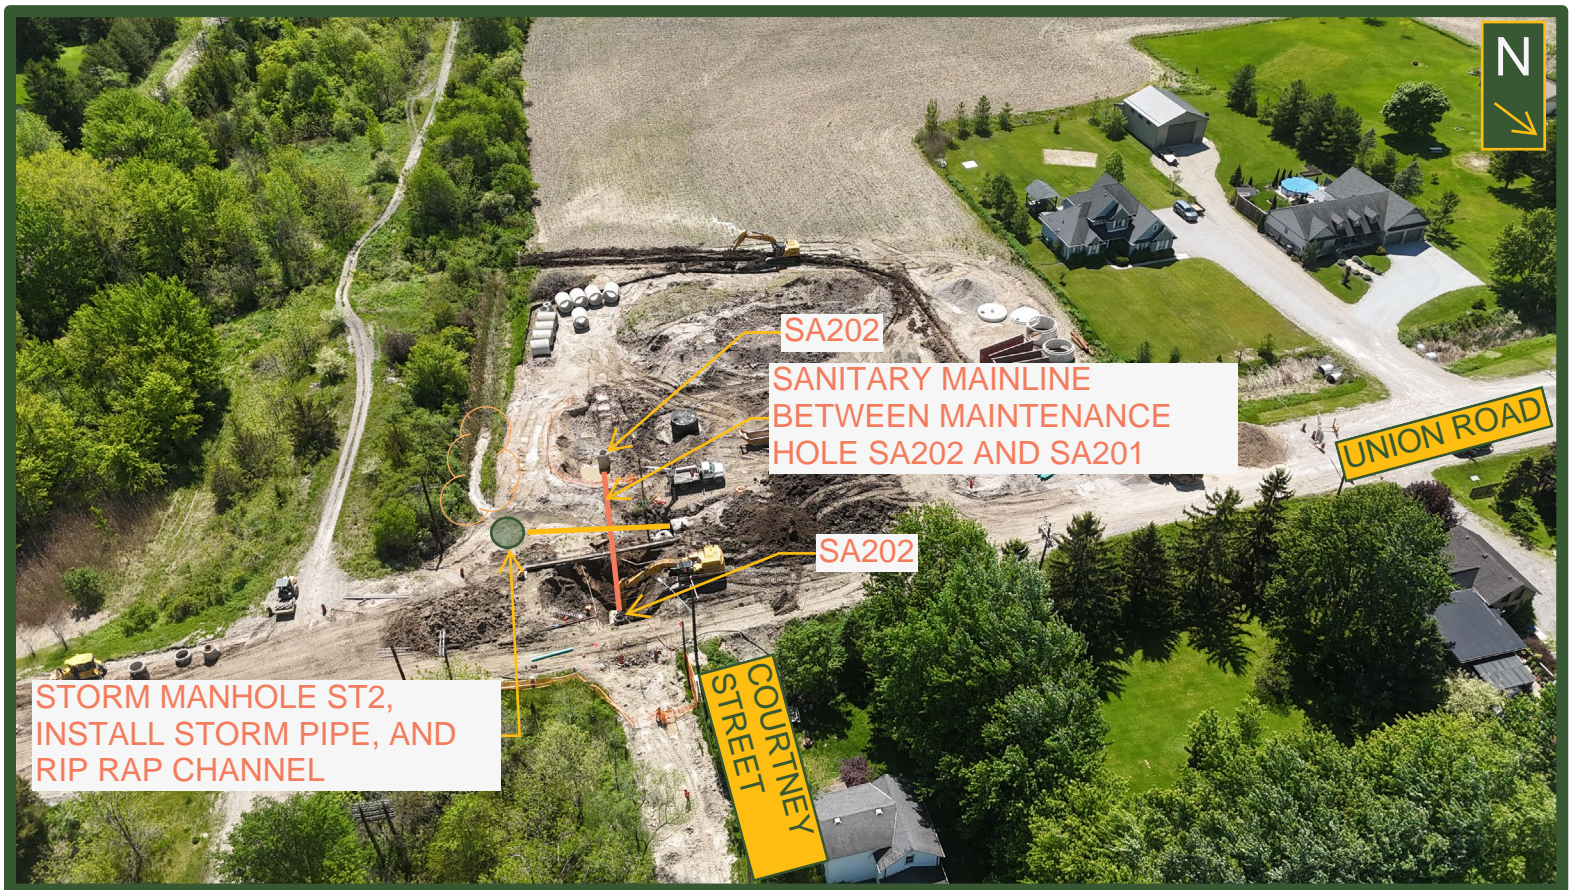 N
SA202
SANITARY MAINLINE
BETWEEN MAINTENANCE
HOLE SA202 AND SA201
UNION ROAD
SA202
COURTNEY
STREET
STORM MANHOLE ST2,
INSTALL STORM PIPE, AND
RIP RAP CHANNEL